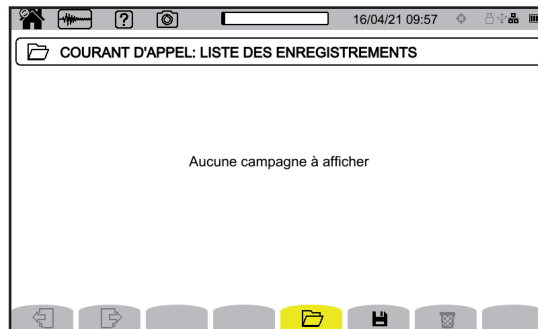 16/04/21 09:57
COURANT D'APPEL: LISTE DES ENREGISTREMENTS
Aucune campagne à afficher